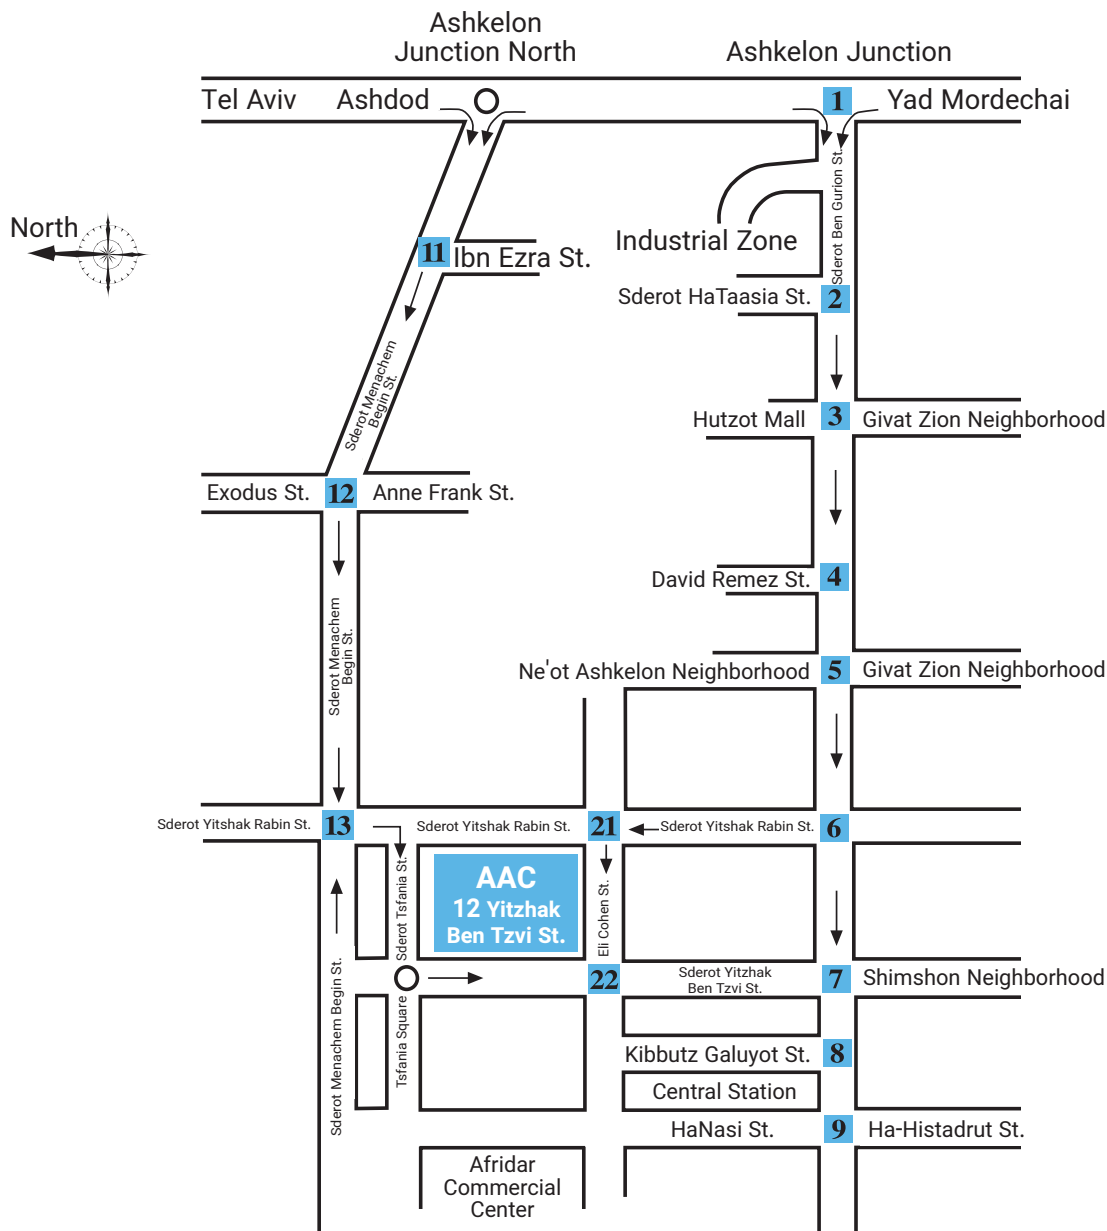 Ashkelon
Junction North
Ashkelon Junction
Tel Aviv
Ashdod
1
Yad Mordechai
Sderot Ben Gurion St.
North
11
Ibn Ezra St.
Industrial Zone
Sderot HaTaasia St.
2
Sderot Menachem
Begin St.
Hutzot Mall
3
Givat Zion Neighborhood
Exodus St.
12
Anne Frank St.
David Remez St.
4
Sderot Menachem
Begin St.
Ne'ot Ashkelon Neighborhood
5
Givat Zion Neighborhood
Sderot Yitshak Rabin St.
13
Sderot Yitshak Rabin St.
21
Sderot Yitshak Rabin St.
6
Sderot Tsfania St.
AAC
12 Yitzhak
Ben Tzvi St.
Eli Cohen St.
Sderot Menachem Begin St.
Tsfania Square
22
Sderot Yitzhak
Ben Tzvi St.
7
Shimshon Neighborhood
Kibbutz Galuyot St.
8
Central Station
HaNasi St.
9
Ha-Histadrut St.
Afridar
Commercial
Center